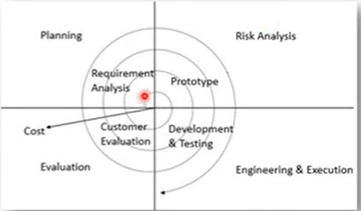 Planning
Risk Analysis
Requirement
Analysis
Prototype
Cost
Customer
Evaluation
Development
& Testing
Evaluation
Engineering & Execution